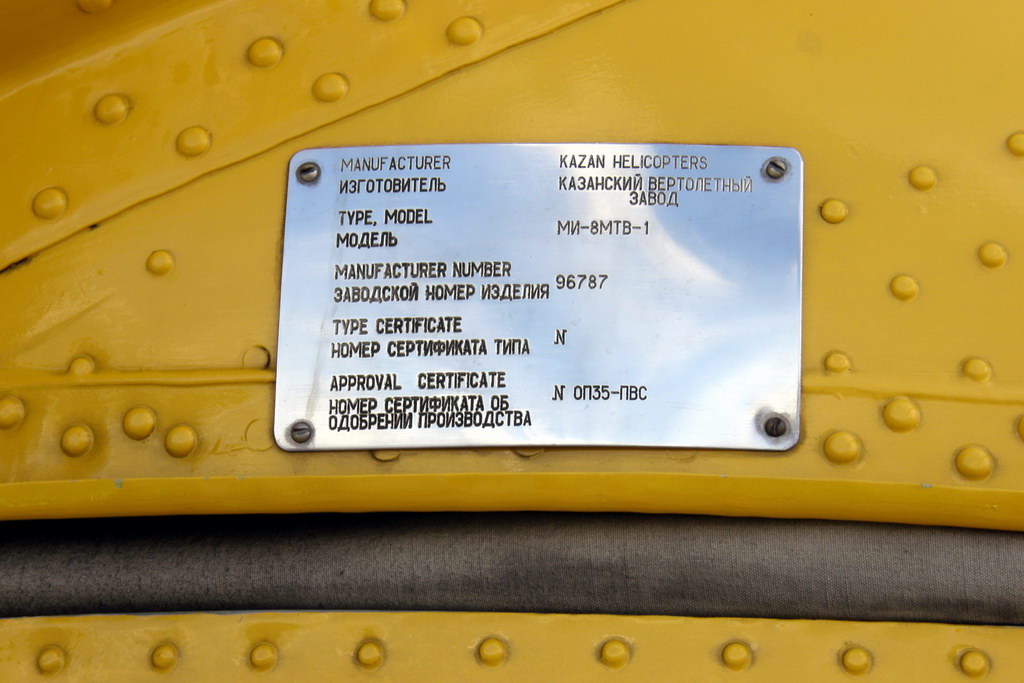 MANUFACTURER KAZAN HELICOPTERS
ИЗГОТОВИТЕЛЬ КАЗАНСКИЙ ВЕРТОЛЕТНЫЙ
ЗАВОД
TYPE, MODEL
МОДЕЛЬ МИ-8МТВ-1
MANUFACTURER NUMBER
ЗАВОДСКОЙ НОМЕР ИЗДЕЛИЯ 96787
TYPE CERTIFICATE
НОМЕР СЕРТИФИКАТА ТИПА N
APPROVAL CERTIFICATE
НОМЕР СЕРТИФИКАТА ОБ N ОП35-ПВС
ОДОБРЕНИИ ПРОИЗВОДСТВА